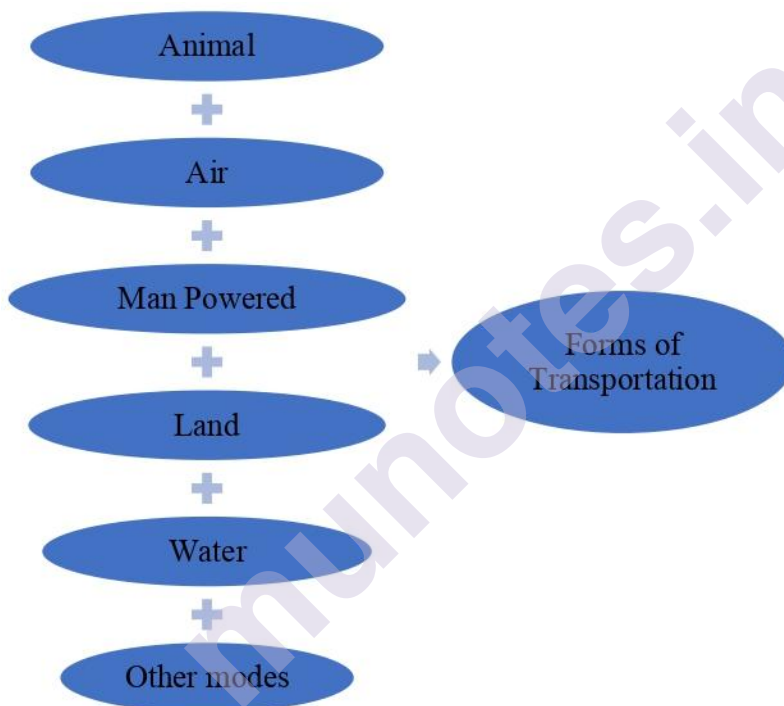 Animal
Air
Man Powered
Land
Water
Other modes
Forms of
Transportation
munotes.in